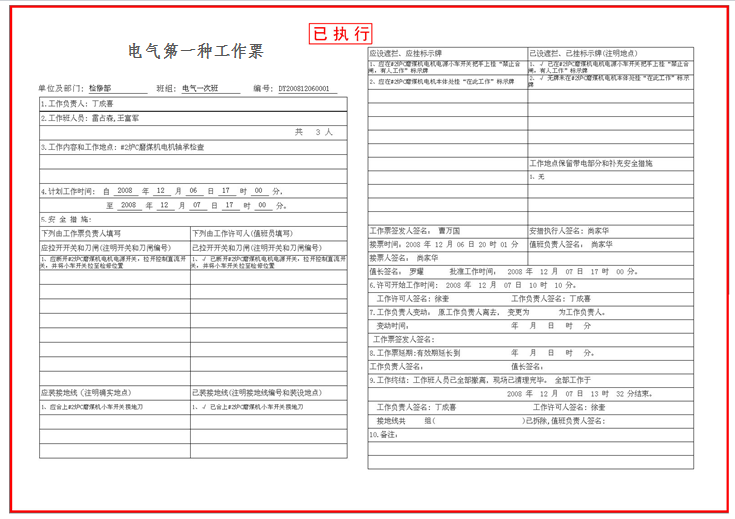 已执行
电气第一种工作票
单位及部门：检修部 班组：电气一次班 编号：DY200812060001
1.工作负责人：丁成喜
2.工作班人员：雷占森,王富军
共 3 人
3.工作内容和工作地点：#2炉PC磨煤机电机轴承检查
4.计划工作时间： 自 2008 年 12 月 06 日 17 时 00 分。
至 2008 年 12 月 07 日 17 时 00 分。
5.安 全 措 施：
下列由工作票负责人填写 下列由工作许可人(值班员填写)
应拉开开关和刀闸(注明开关和刀闸编号) 已拉开开关和刀闸(注明开关和刀闸编号)
1、应断开#2炉PC磨煤机电机电源小车开关，拉开控制直流开关，并将小车开关拉至检修位置
1、√ 已断开#2炉PC磨煤机电机电源小车开关，拉开控制直流开关，并将小车开关拉至检修位置
应装接地线（注明确实地点） 已装接地线(注明接地线编号和装设地点)
1、应合上#2炉PC磨煤机小车开关接地刀 1、√ 已合上#2炉PC磨煤机小车开关接地刀
应设遮拦、应挂标示牌 已设遮拦、已挂标示牌(注明地点)
1、应在#2炉PC磨煤机电机电源小车开关把手上挂“禁止合闸，有人工作”标示牌
1、√ 已在#2炉PC磨煤机电机电源小车开关把手上挂“禁止合闸，有人工作”标示牌
2、应在#2炉PC磨煤机电机本体处挂“在此工作”标示牌
2、√ 无牌未在#2炉PC磨煤机电机本体处挂“在此工作”标示牌
工作地点保留带电部分和补充安全措施
1、无
工作票签发人签名： 曹万国 安措执行人签名：尚家华
接票时间：2008 年 12 月 06 日 20 时 01 分 值班负责人签名： 尚家华
接票人签名： 尚家华
值长签名： 罗耀 批准工作时间： 2008 年 12 月 07 日 17 时 00 分。
6.许可开始工作时间： 2008 年 12 月 07 日 10 时 10 分。
工作许可人签名：徐奎 工作负责人签名：丁成喜
7.工作负责人变动： 原工作负责人离去， 变更为 为工作负责人。
变动时间： 年 月 日 时 分
工作票签发人签名：
8.工作票延期:有效期延长到 年 月 日 时 分。
工作负责人签名： 值长签名：
9.工作终结：工作班人员已全部撤离，现场已清理完毕。 全部工作于
2008 年 12 月 07 日 13 时 32 分结束。
工作负责人签名：丁成喜 工作许可人签名：徐奎
接地线共 组( )已拆除,值班负责人签名：
10.备注：